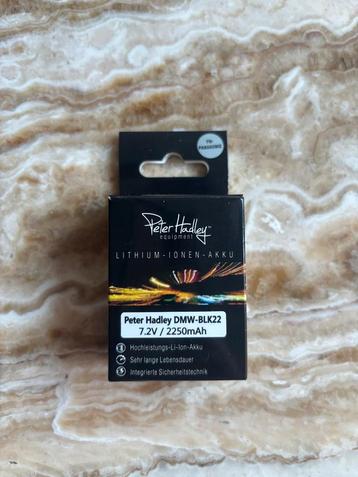 für
PANASONIC
Peter Hadley
equipment
LITHIUM-IONEN-AKKU
Peter Hadley DMW-BLK22
7.2V / 2250mAh
Hochleistungs-Li-Ion-Akku
Sehr lange Lebensdauer
Integrierte Sicherheitstechnik